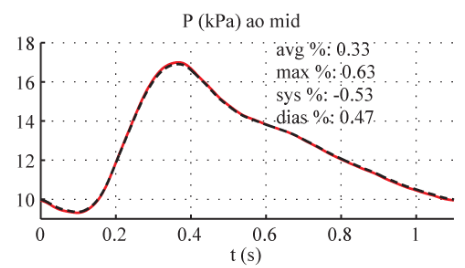 P (kPa) ao mid
18
16
14
12
10
avg %: 0.33
max %: 0.63
sys %: -0.53
dias %: 0.47
0 0.2 0.4 0.6 0.8 1
t (s)